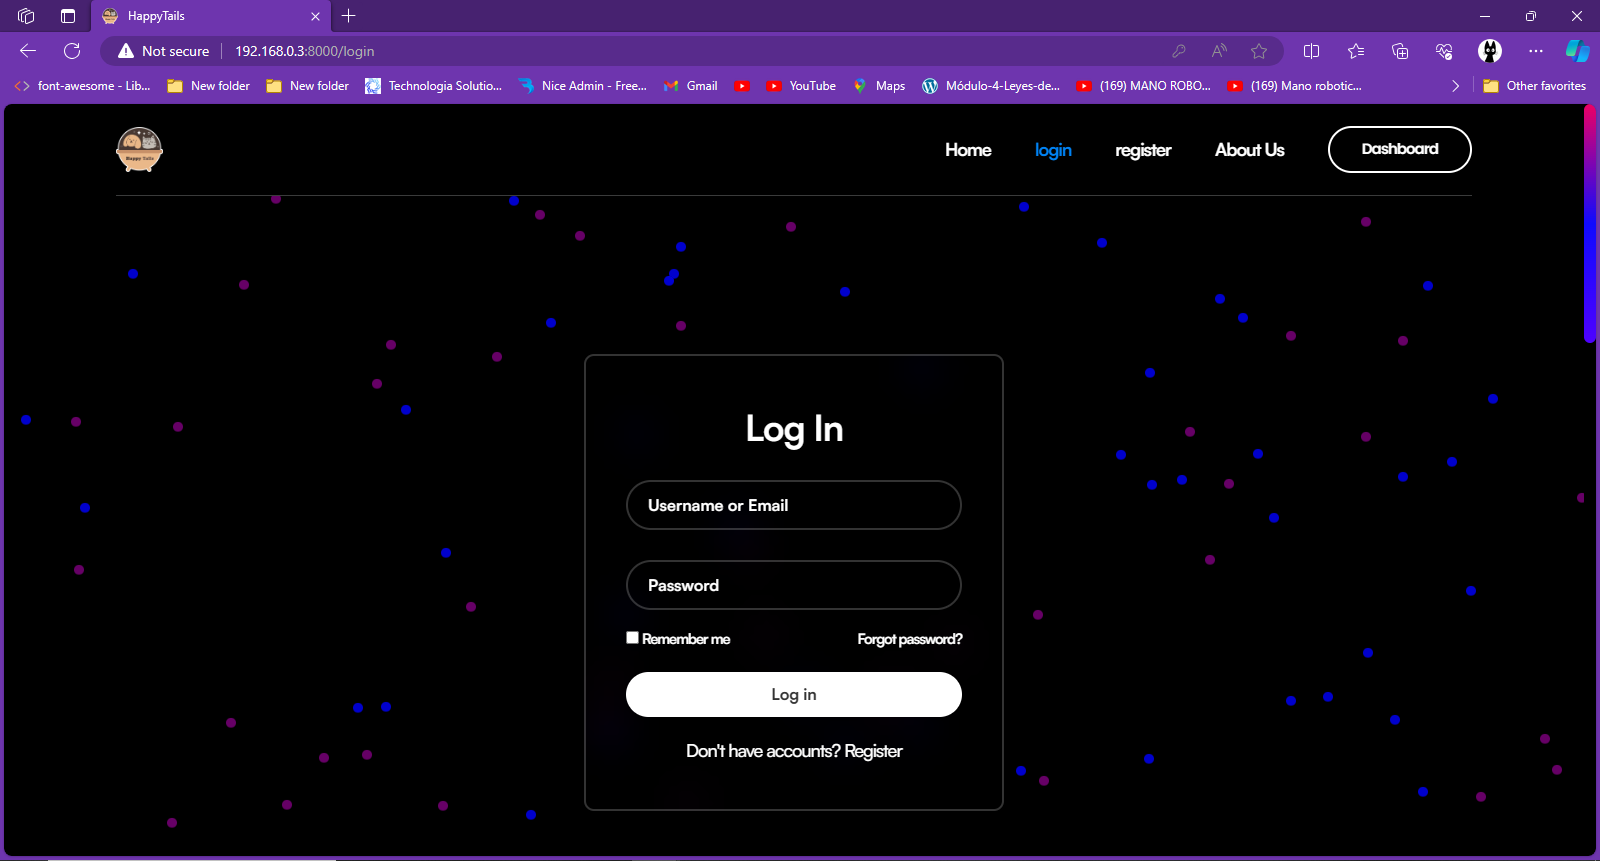 HappyTails
Not secure 192.168.0.3:8000/login
font-awesome - Lib... New folder New folder Technologia Solutio... Nice Admin - Free... Gmail YouTube Maps Módulo-4-Leyes-de... (169) MANO ROBO... (169) Mano robotic... Other favorites
Happy Tails
Home login register About Us Dashboard
Log In
Username or Email
Password
Remember me Forgot password?
Log in
Don't have accounts? Register